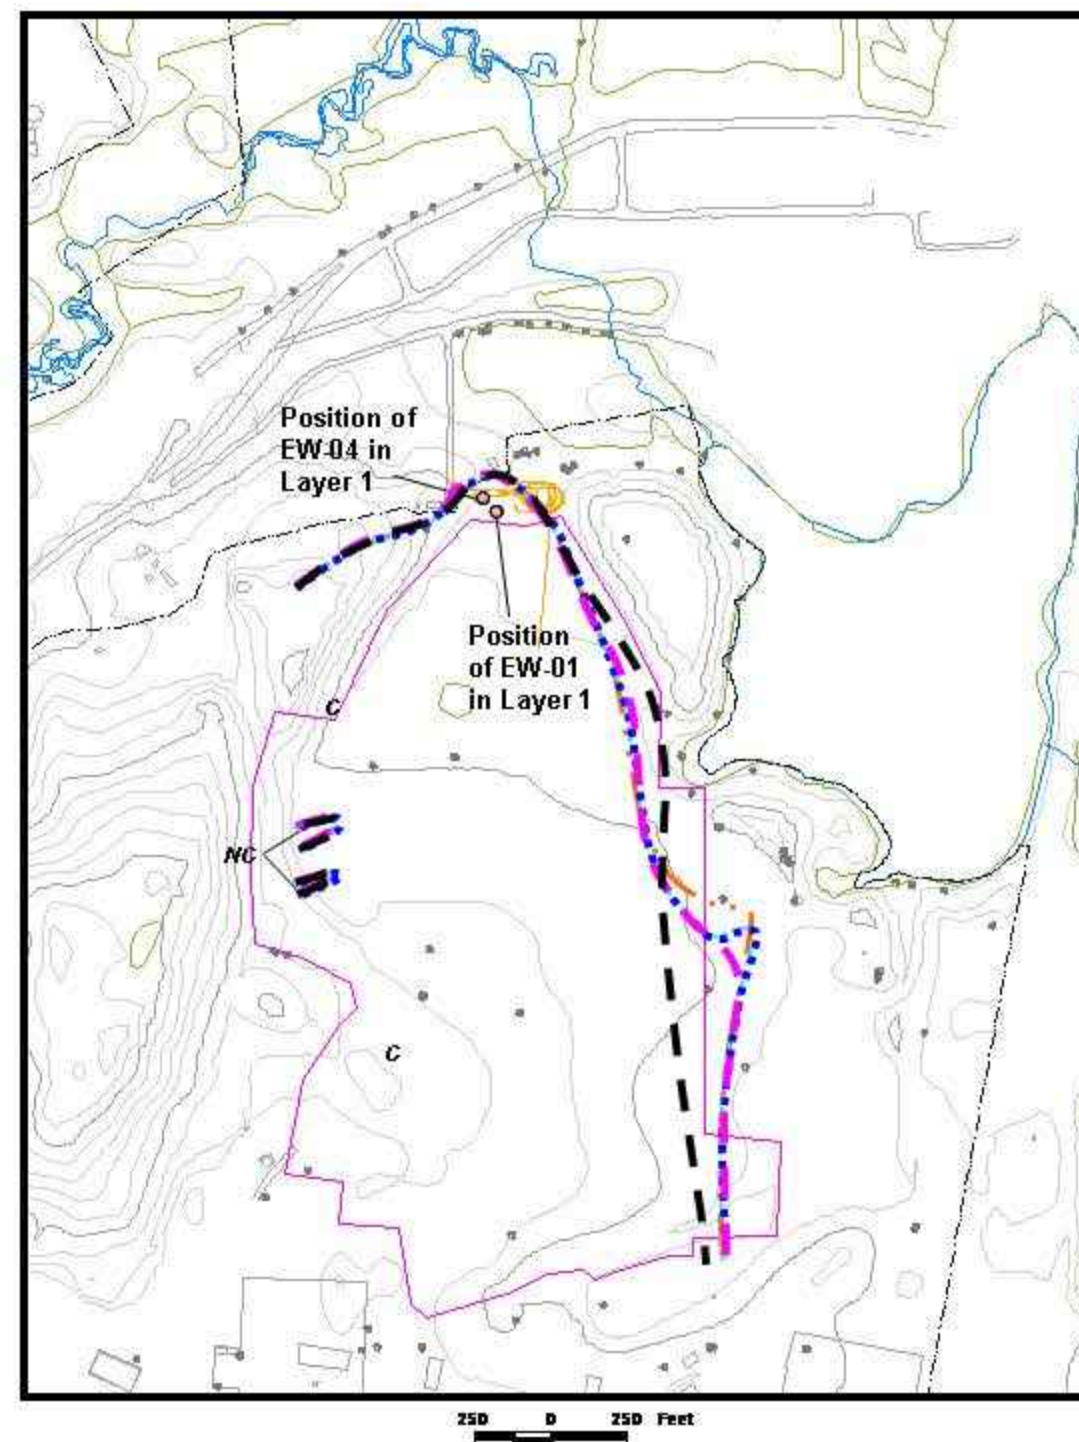 Position of
EW-04 in
Layer 1
Position
of EW-01
in Layer 1
C
NC
C
250 0 250 Feet